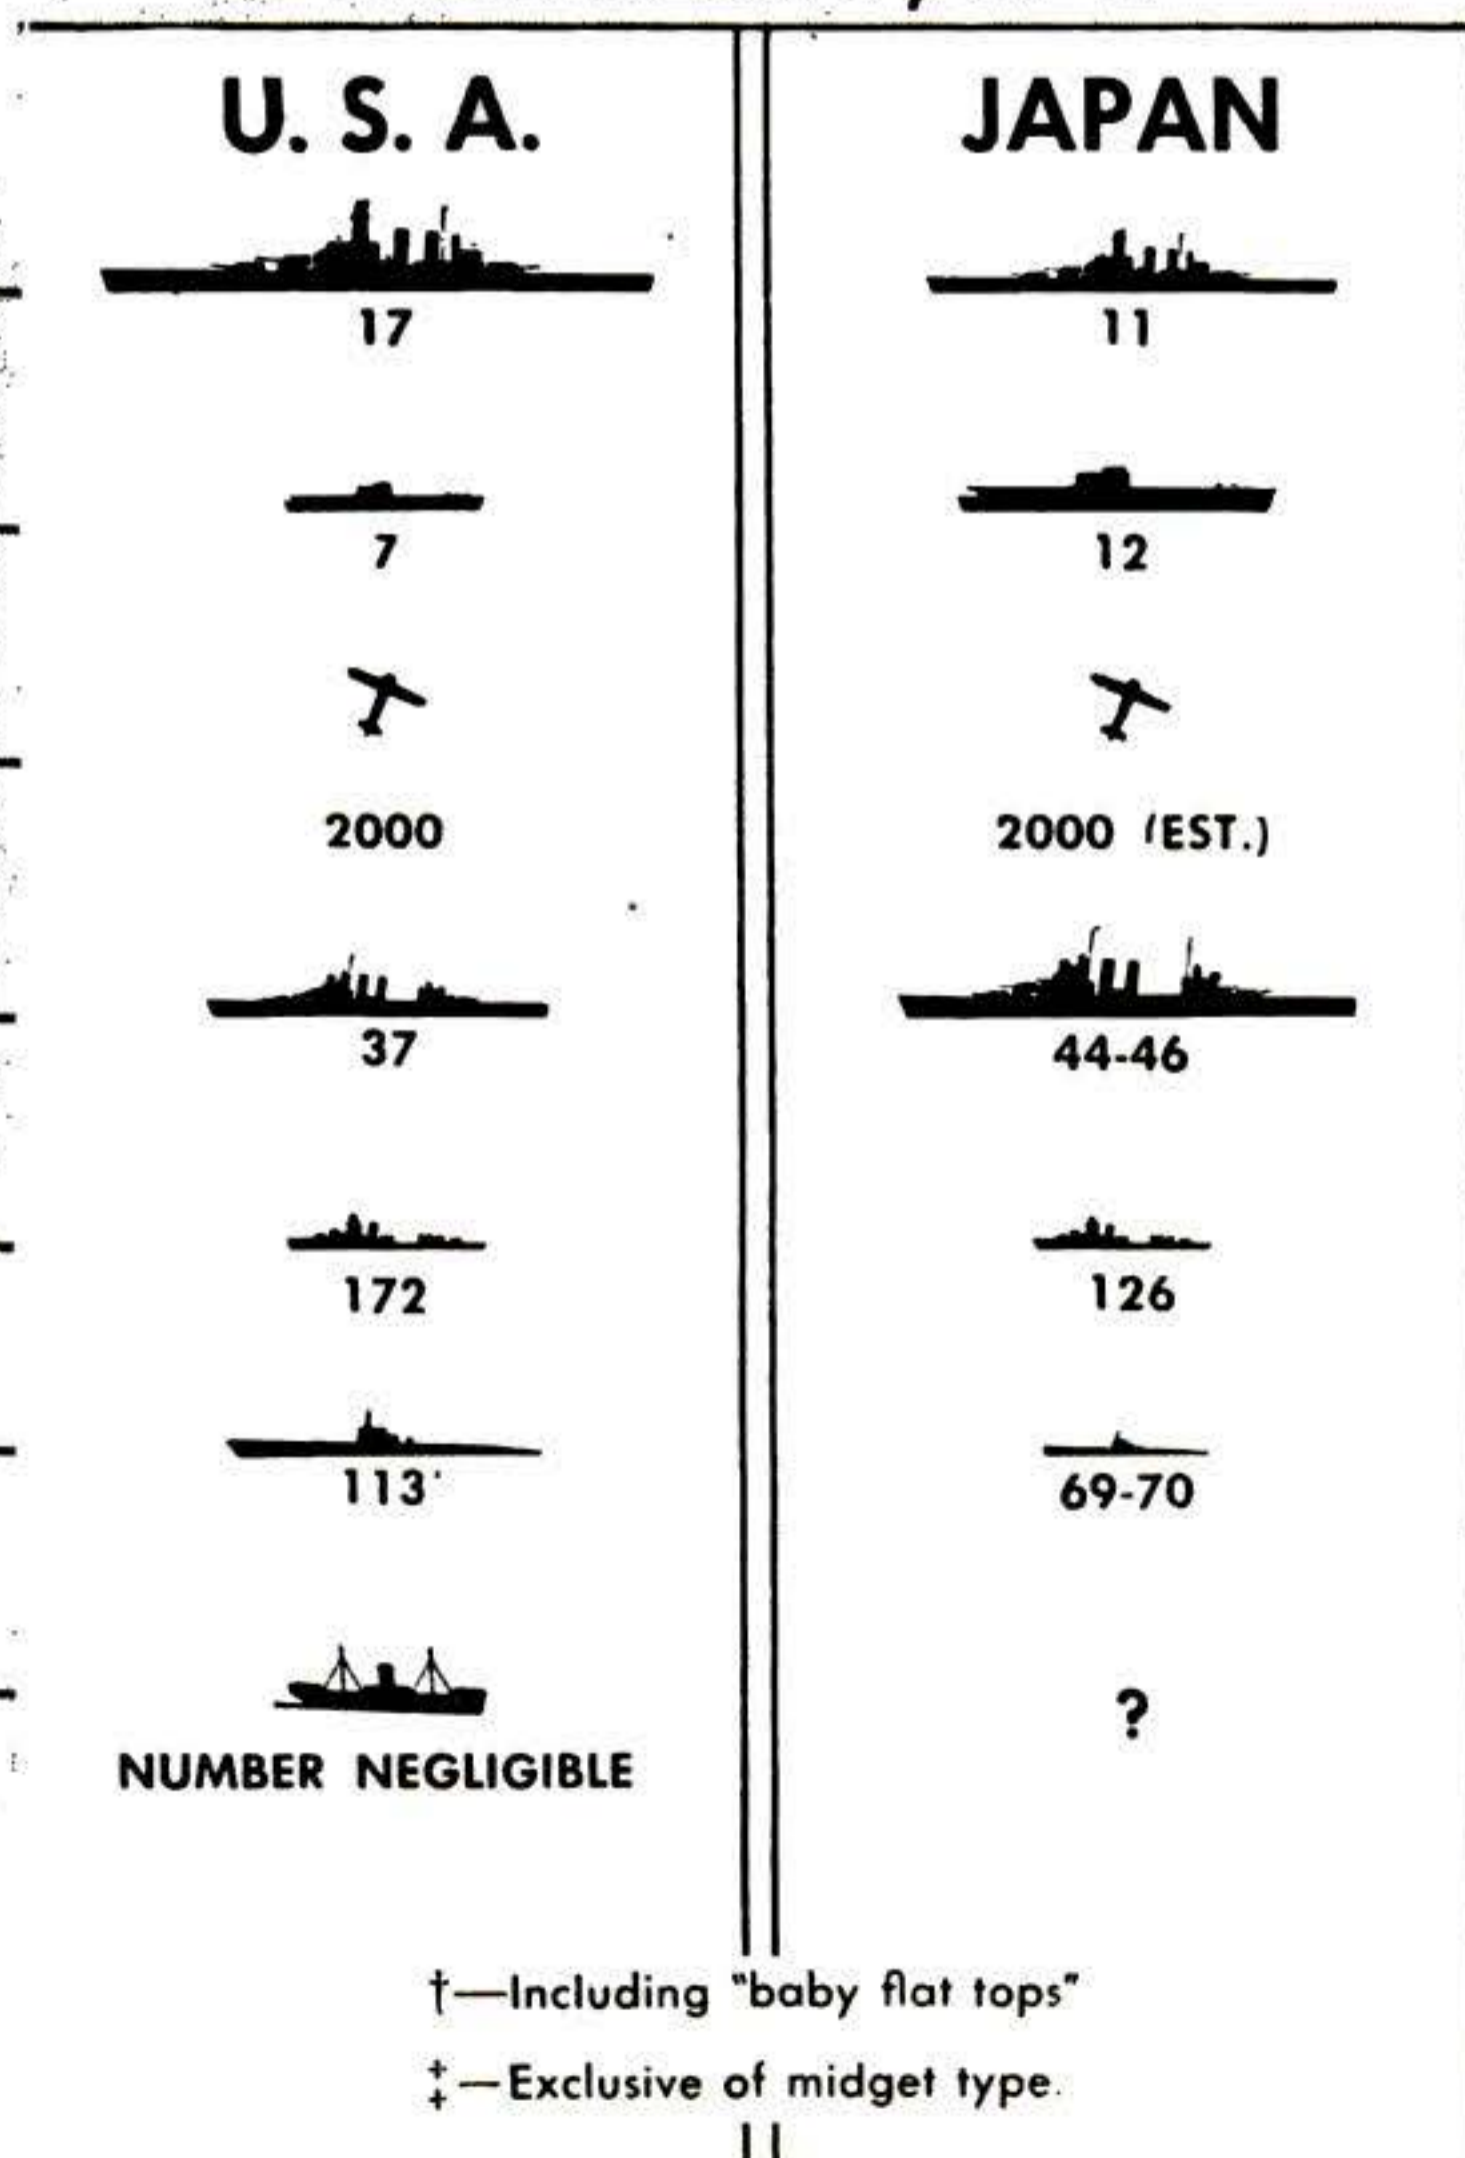 U. S. A. JAPAN
17 11
7 12
2000 2000 (EST.)
37 44-46
172 126
113 69-70
NUMBER NEGLIGIBLE ?
†—Including "baby flat tops"
‡—Exclusive of midget type.